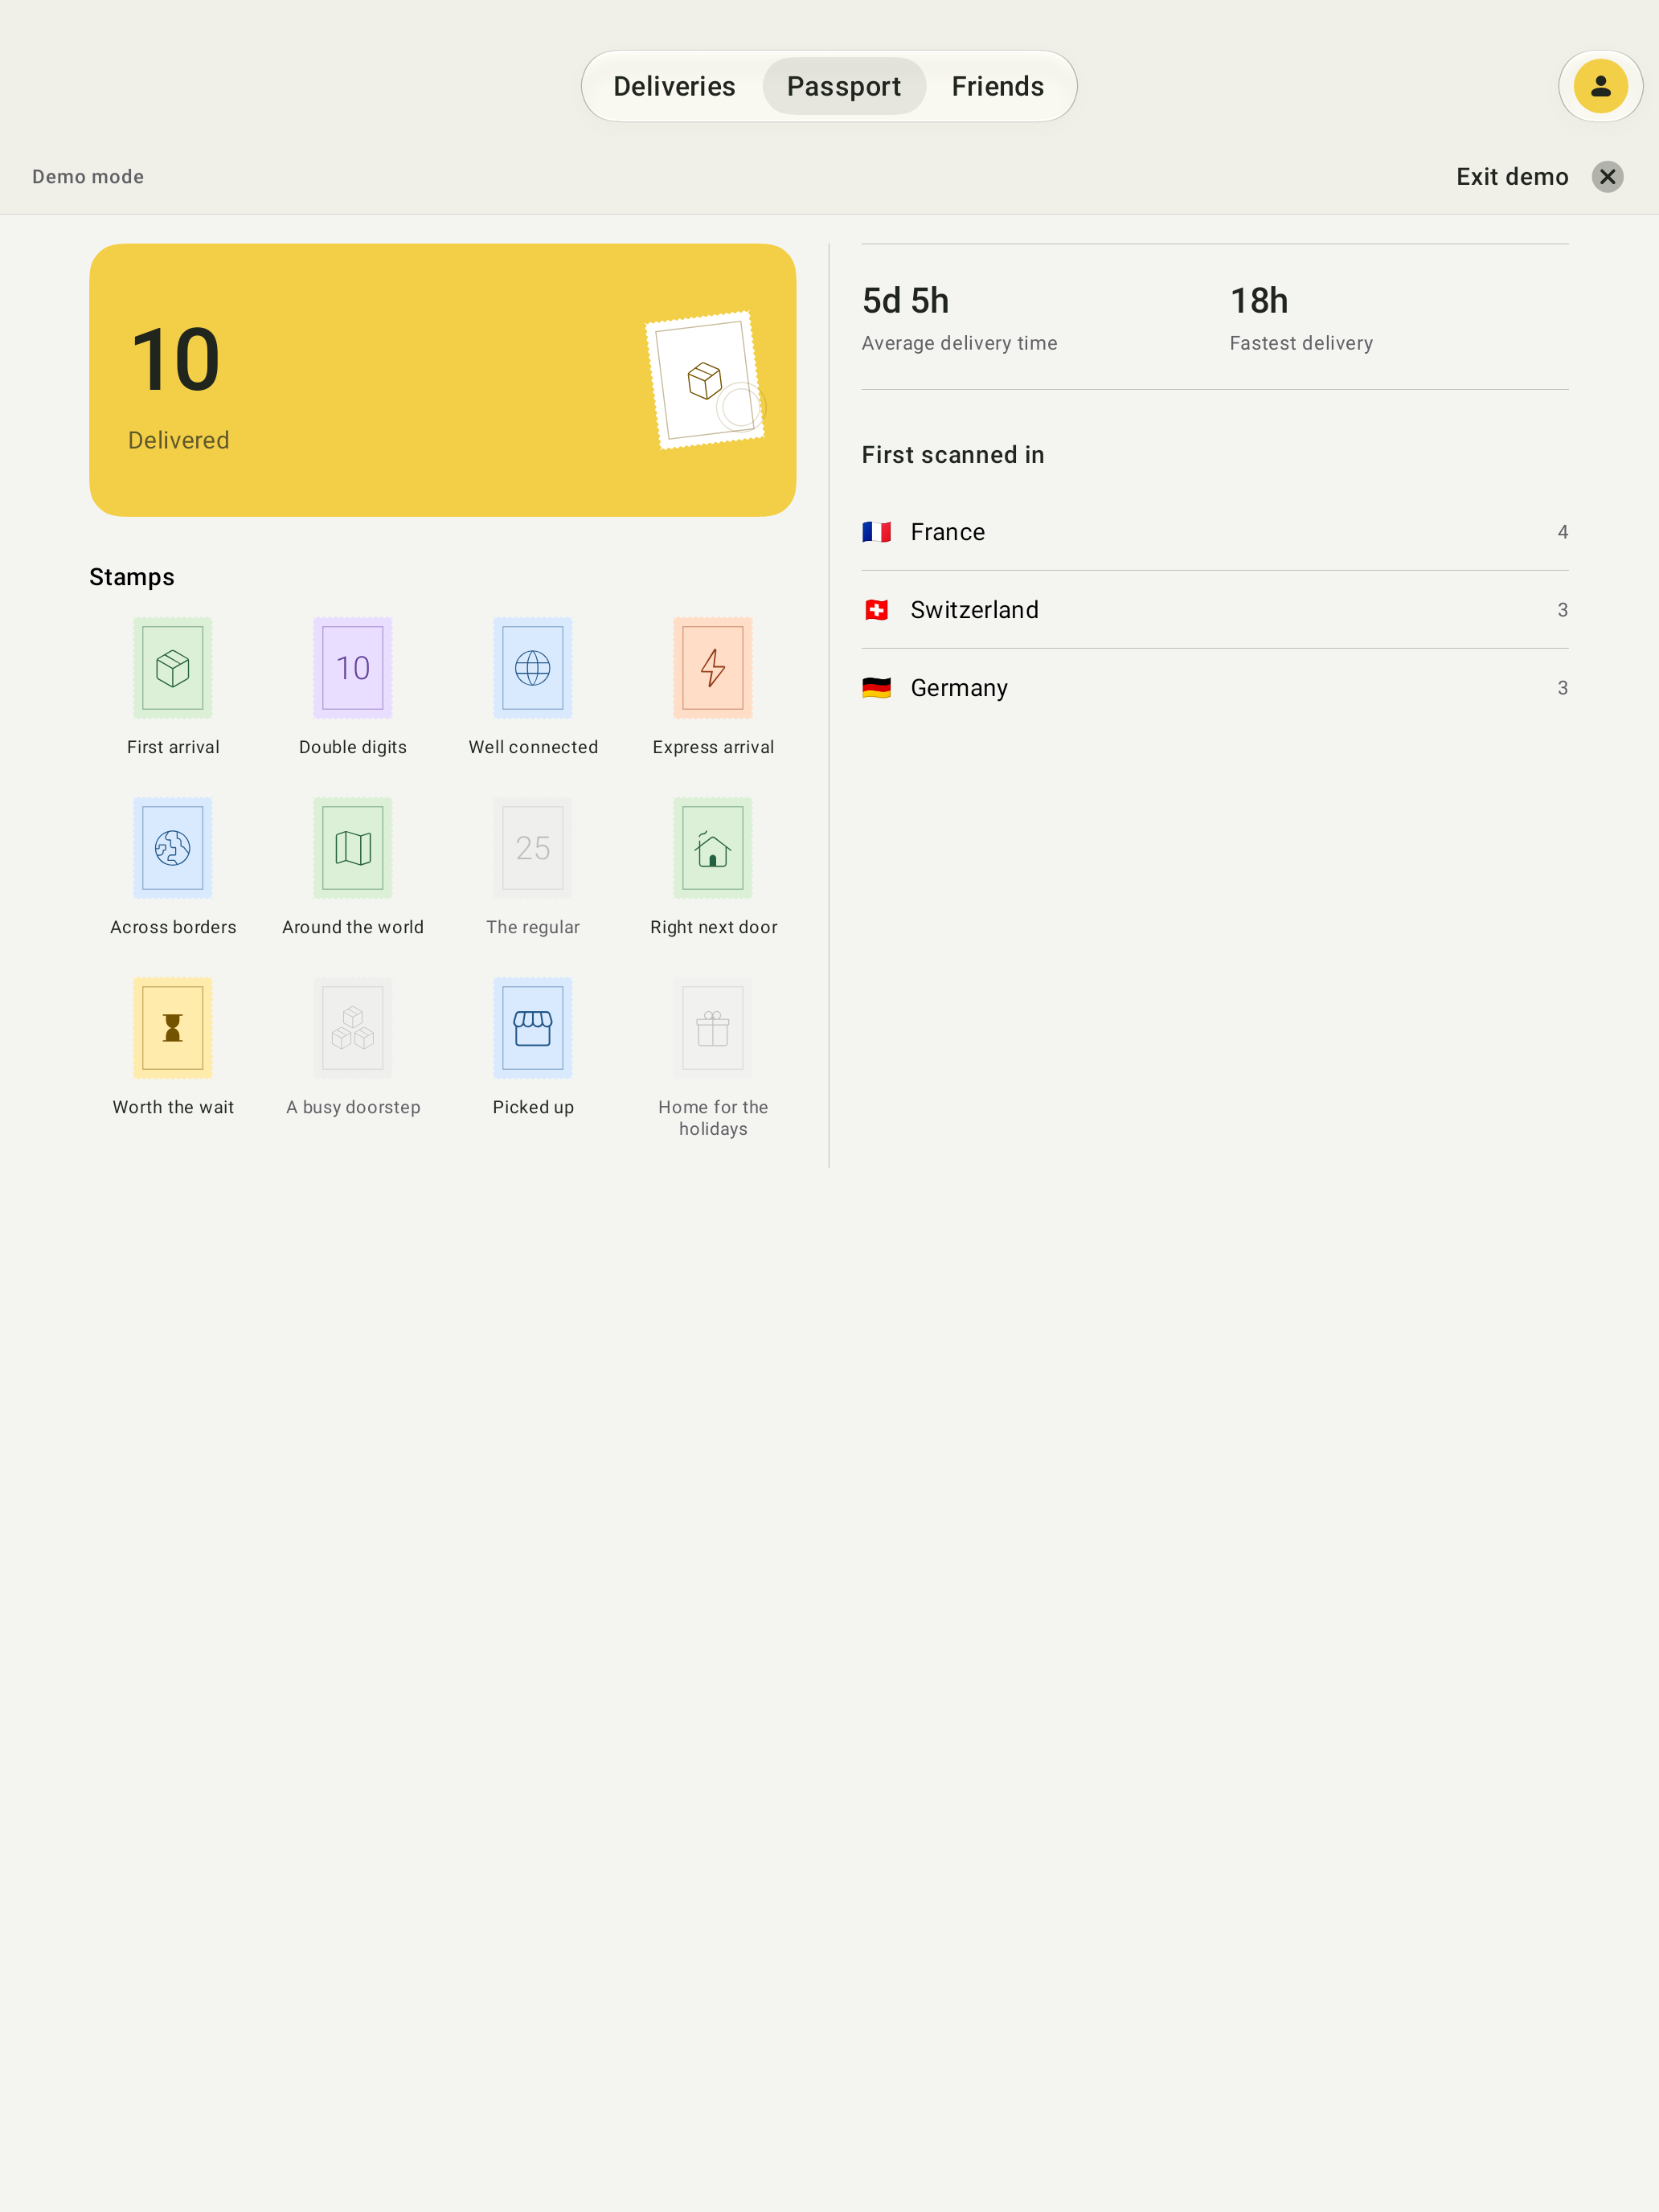 Deliveries Passport Friends
Demo mode
Exit demo
10
Delivered
Stamps
10
First arrival
Double digits
Well connected
Express arrival
25
Across borders
Around the world
The regular
Right next door
Worth the wait
A busy doorstep
Picked up
Home for the
holidays
5d 5h
18h
Average delivery time
Fastest delivery
First scanned in
France 4
Switzerland 3
Germany 3